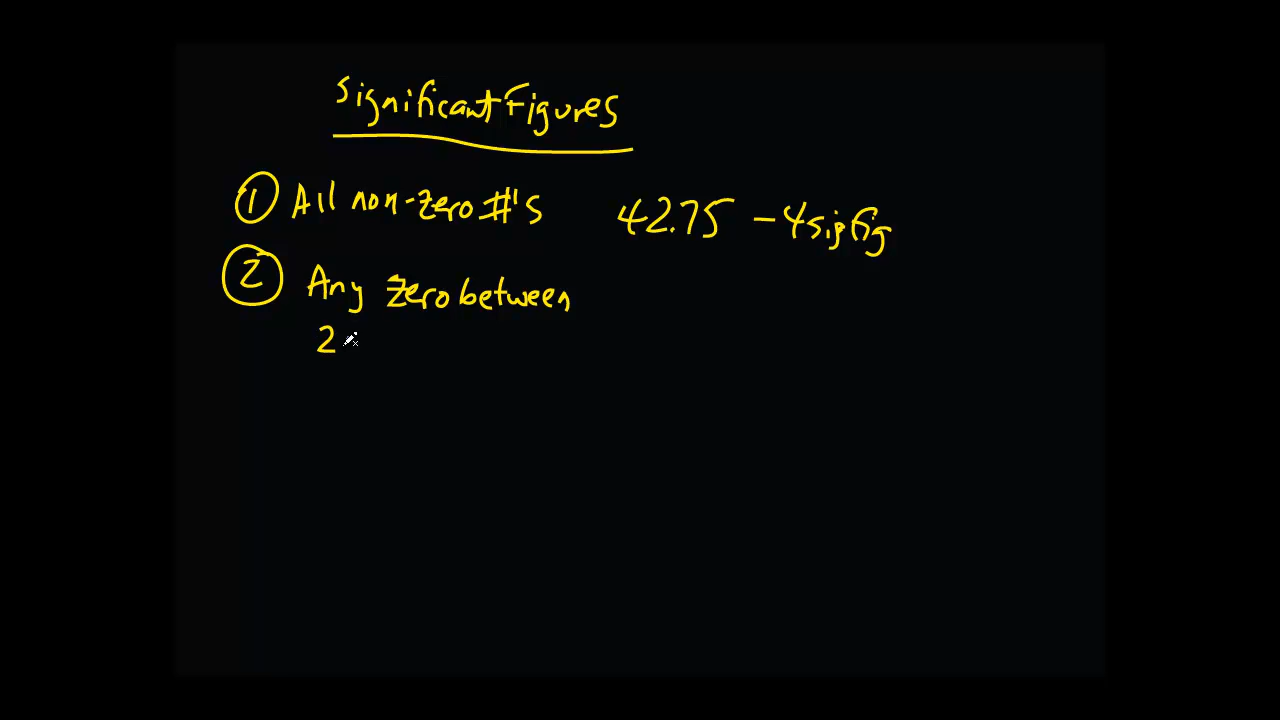 Significant Figures
① All non-zero #'s 42.75 - 4 sig fig
② Any zero between
2